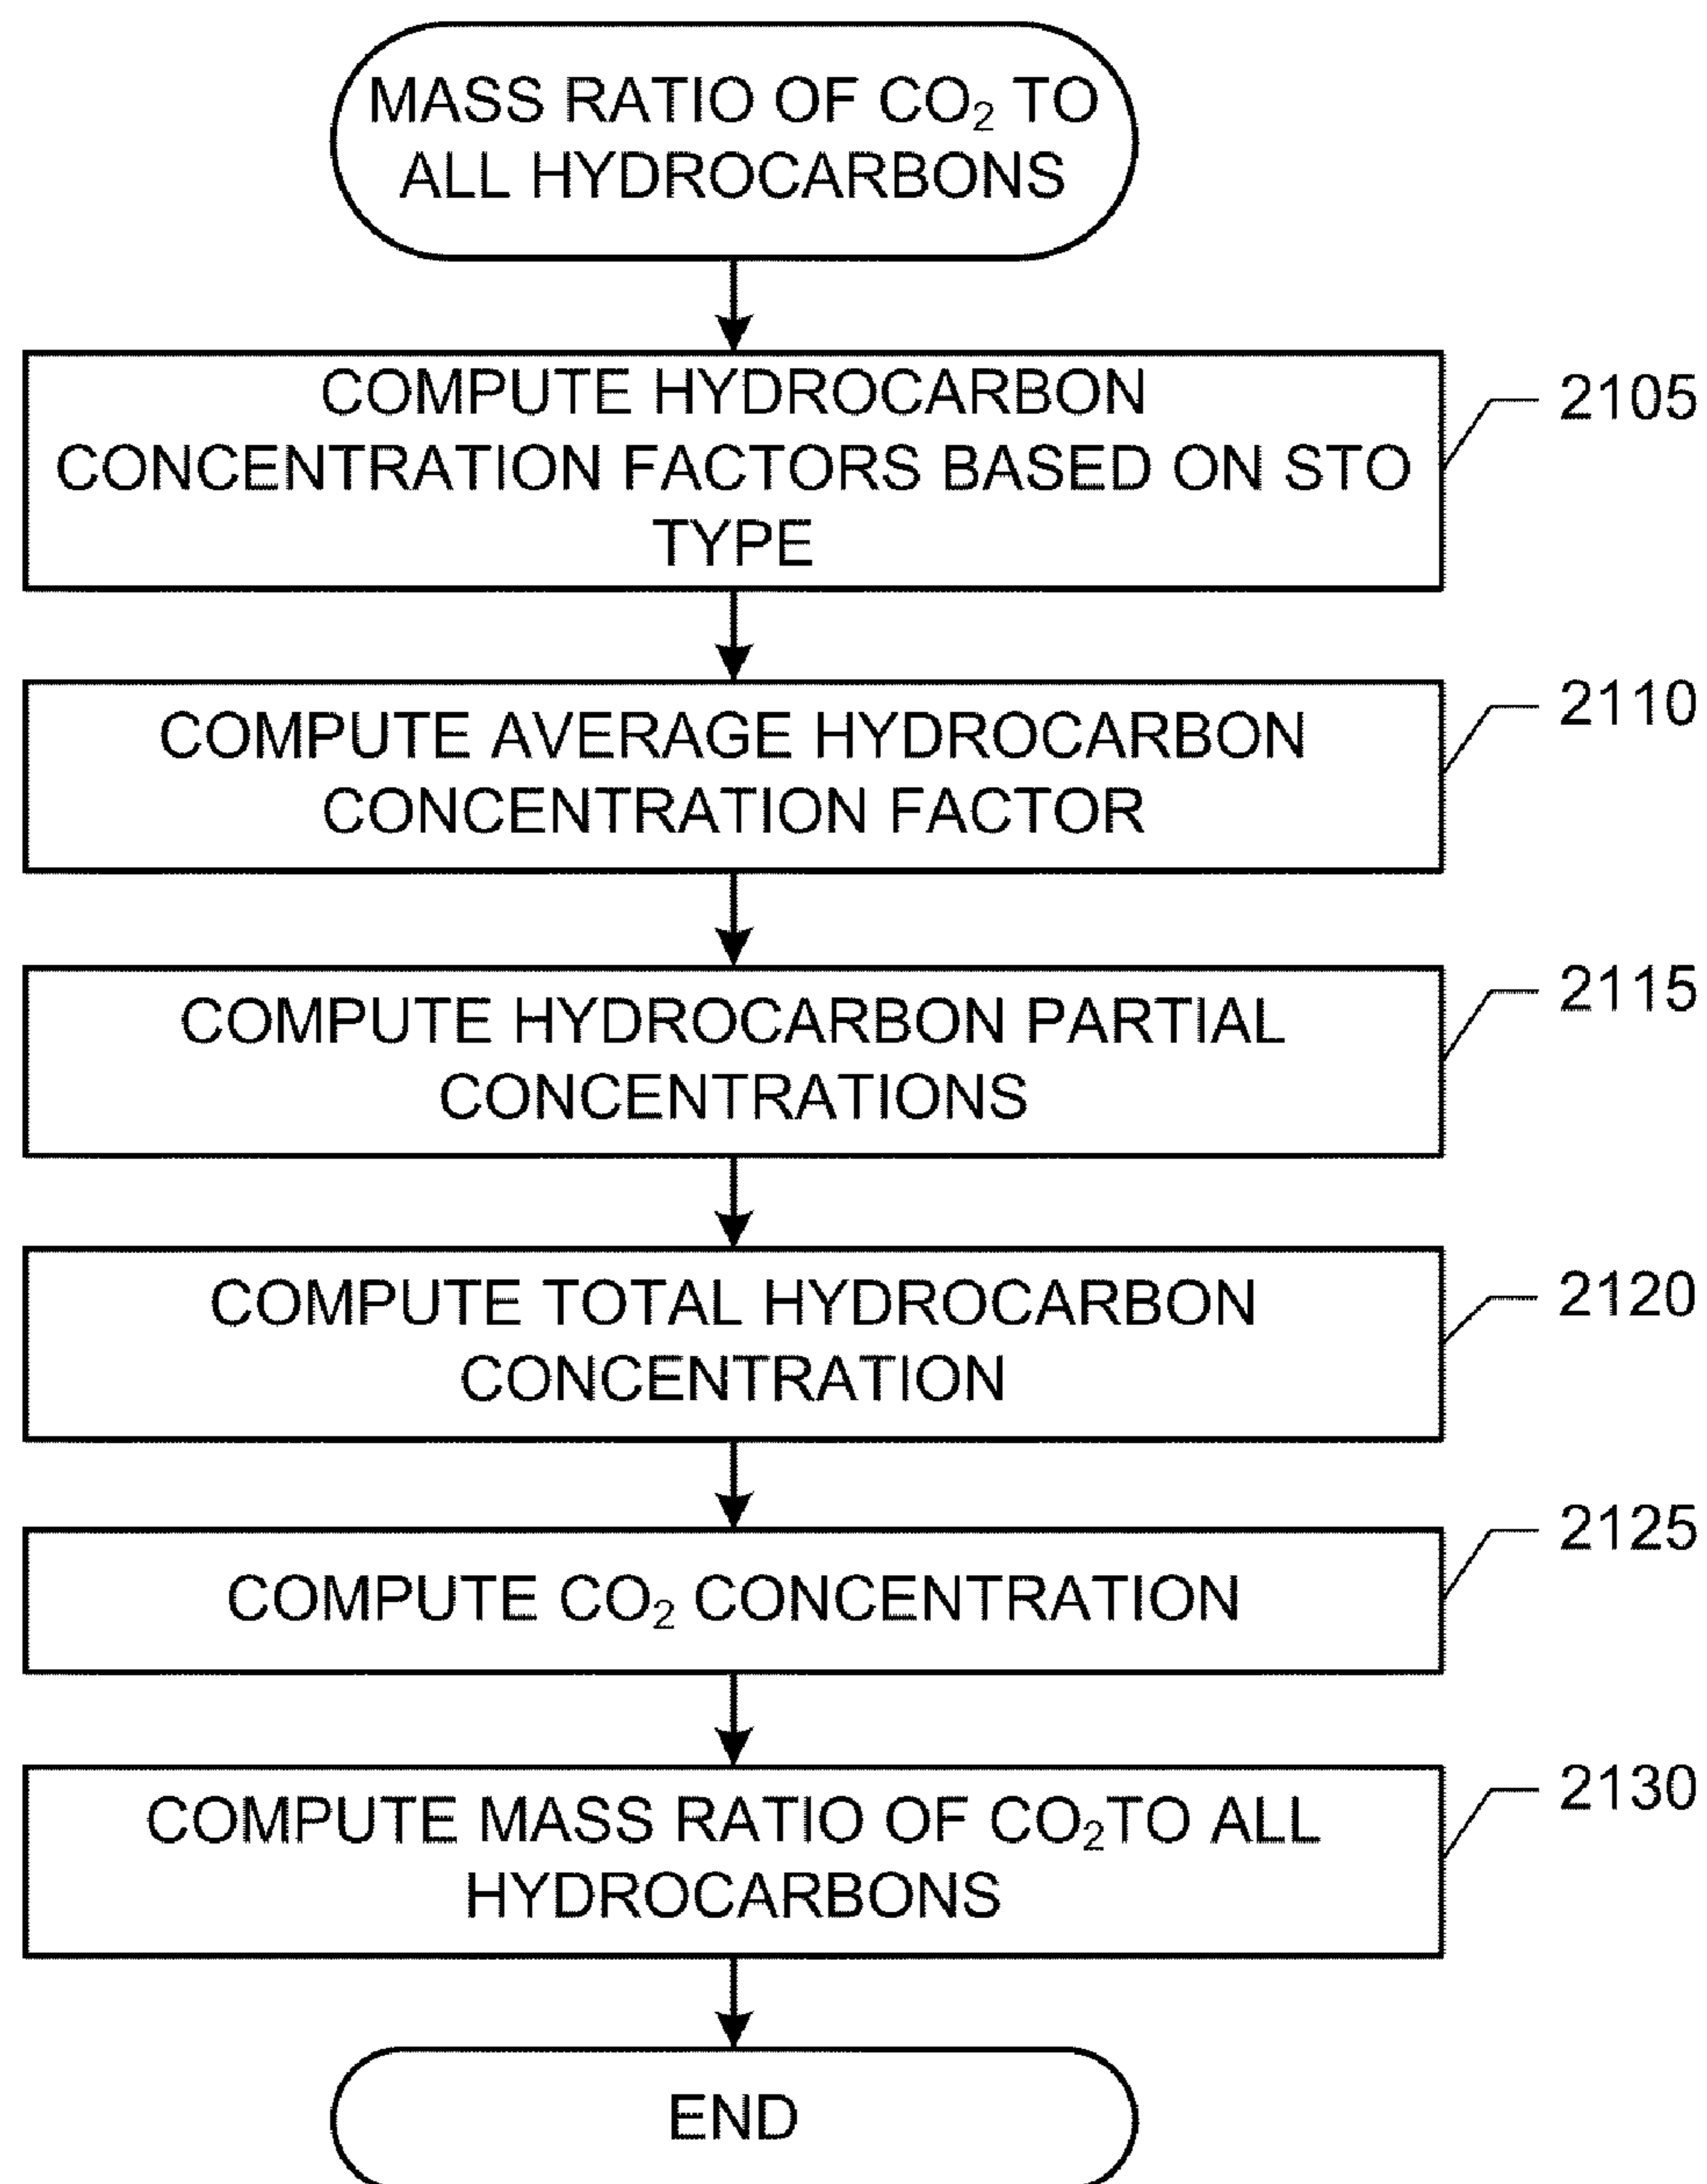 MASS RATIO OF CO₂ TO
ALL HYDROCARBONS
COMPUTE HYDROCARBON
CONCENTRATION FACTORS BASED ON STO
TYPE
2105
COMPUTE AVERAGE HYDROCARBON
CONCENTRATION FACTOR
2110
COMPUTE HYDROCARBON PARTIAL
CONCENTRATIONS
2115
COMPUTE TOTAL HYDROCARBON
CONCENTRATION
2120
COMPUTE CO₂ CONCENTRATION
2125
COMPUTE MASS RATIO OF CO₂TO ALL
HYDROCARBONS
2130
END